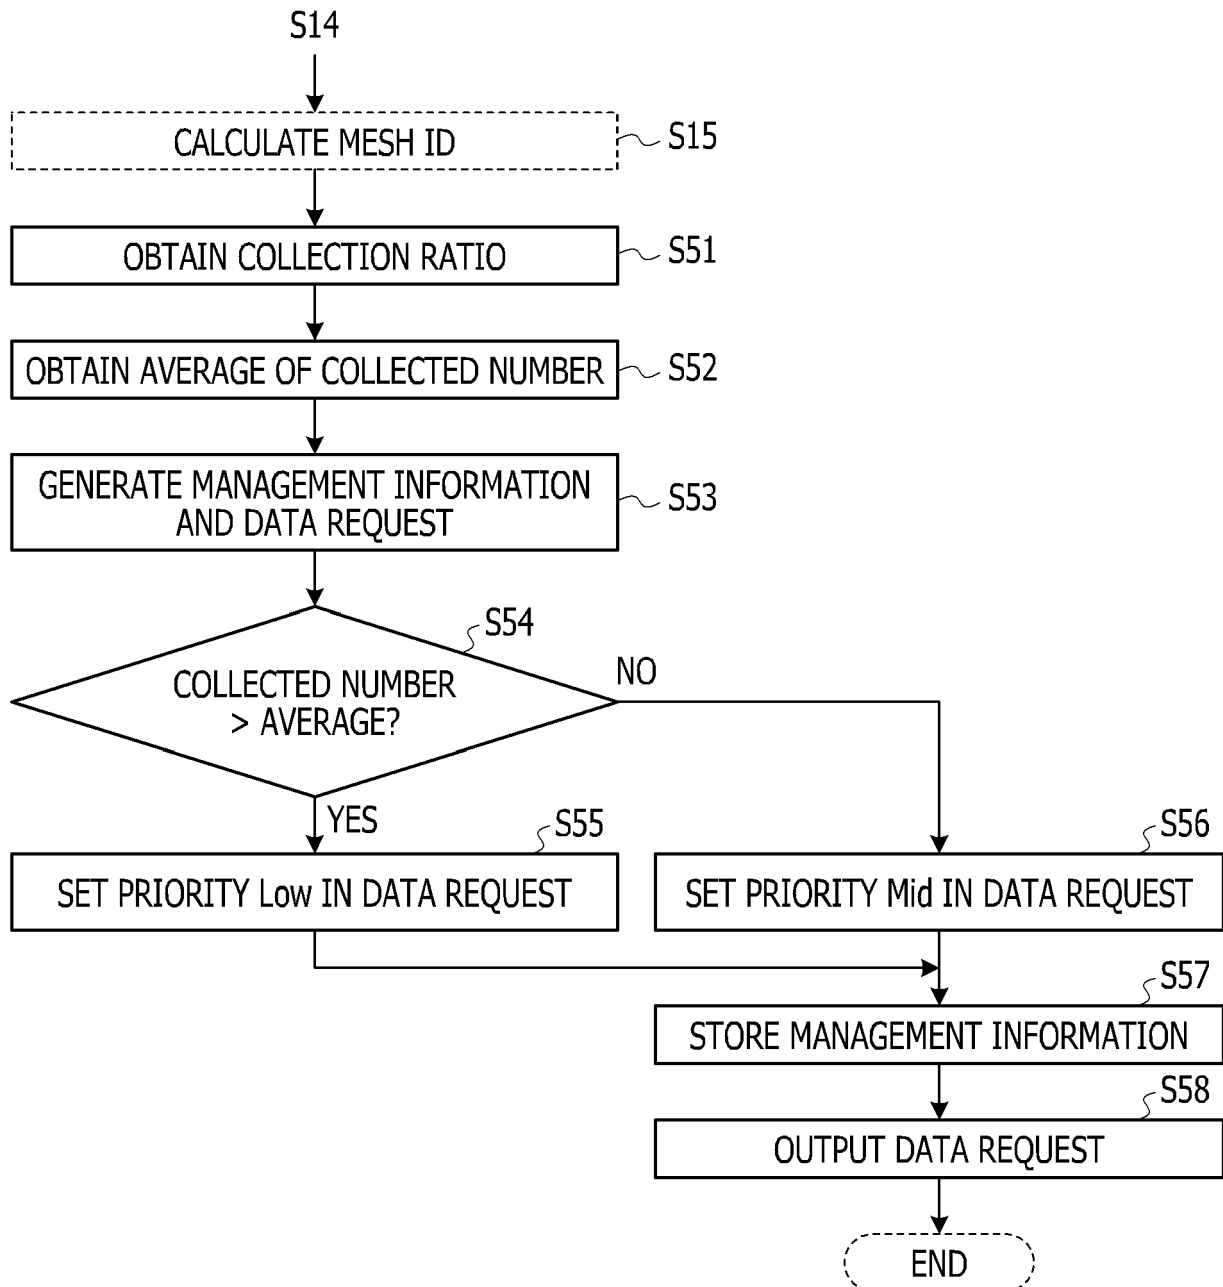 S14
CALCULATE MESH ID
S15
OBTAIN COLLECTION RATIO
S51
OBTAIN AVERAGE OF COLLECTED NUMBER
S52
GENERATE MANAGEMENT INFORMATION
AND DATA REQUEST
S53
S54
COLLECTED NUMBER
> AVERAGE?
NO
YES
S55
SET PRIORITY Low IN DATA REQUEST
S56
SET PRIORITY Mid IN DATA REQUEST
S57
STORE MANAGEMENT INFORMATION
S58
OUTPUT DATA REQUEST
END